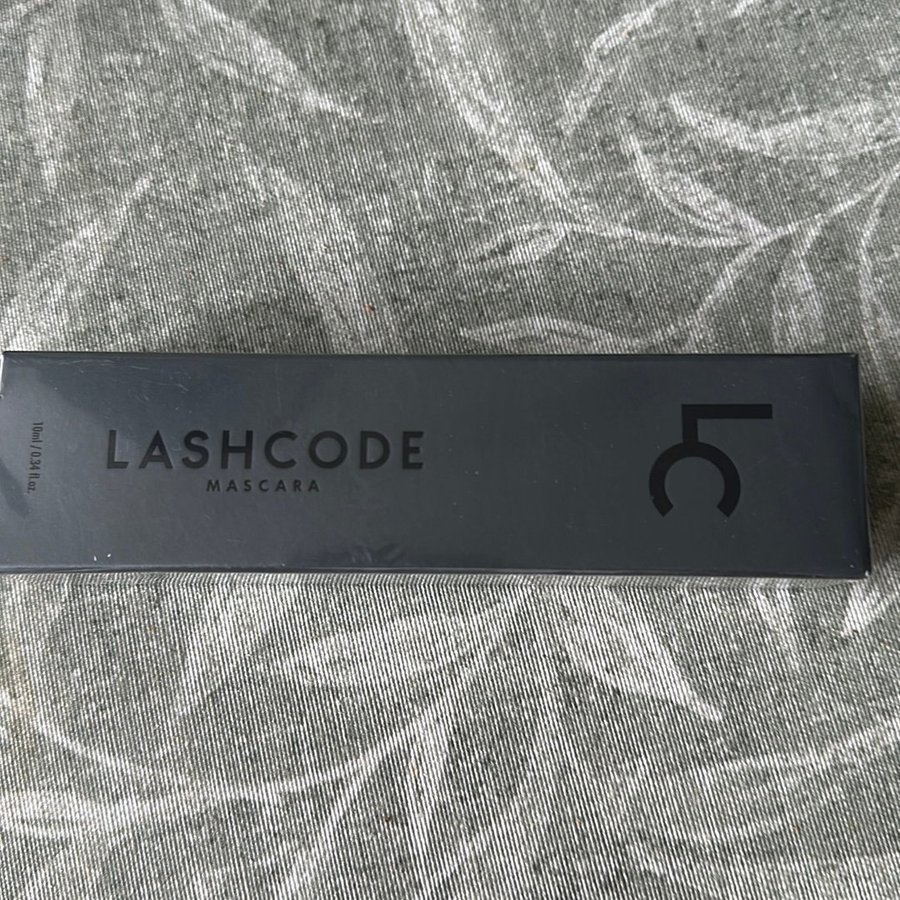 LASHCODE
MASCARA
LC
10ml / 0.34 fl.oz.